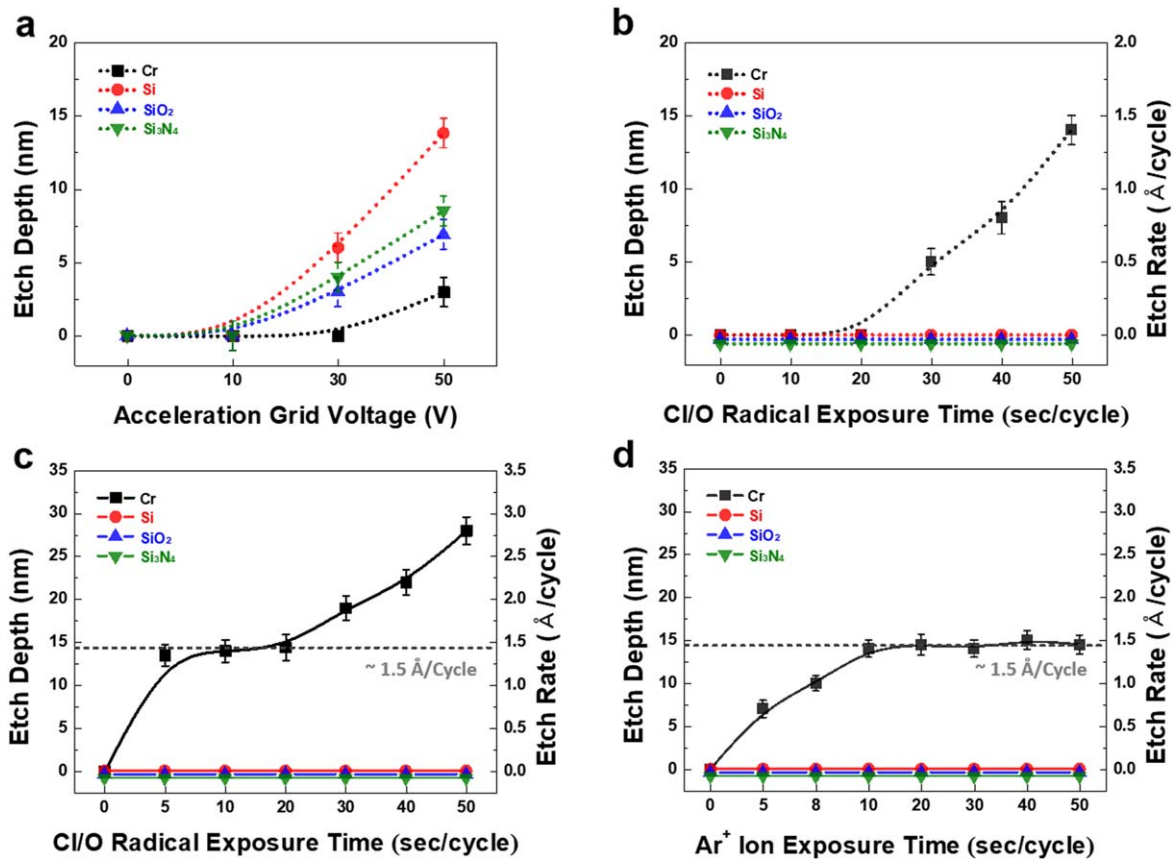 a
20
15
10
5
0
Etch Depth (nm)
Cr
Si
SiO₂
Si₃N₄
0 10 30 50
Acceleration Grid Voltage (V)
b
20
15
10
5
0
Etch Depth (nm)
Cr
Si
SiO₂
Si₃N₄
2.0
1.5
1.0
0.5
0.0
Etch Rate ( Å /cycle)
0 10 20 30 40 50
Cl/O Radical Exposure Time (sec/cycle)
c
35
30
25
20
15
10
5
0
Etch Depth (nm)
Cr
Si
SiO₂
Si₃N₄
~ 1.5 Å/Cycle
3.5
3.0
2.5
2.0
1.5
1.0
0.5
0.0
Etch Rate ( Å /cycle)
0 5 10 20 30 40 50
Cl/O Radical Exposure Time (sec/cycle)
d
35
30
25
20
15
10
5
0
Etch Depth (nm)
Cr
Si
SiO₂
Si₃N₄
~ 1.5 Å/Cycle
3.5
3.0
2.5
2.0
1.5
1.0
0.5
0.0
Etch Rate ( Å /cycle)
0 5 8 10 20 30 40 50
Ar⁺ Ion Exposure Time (sec/cycle)